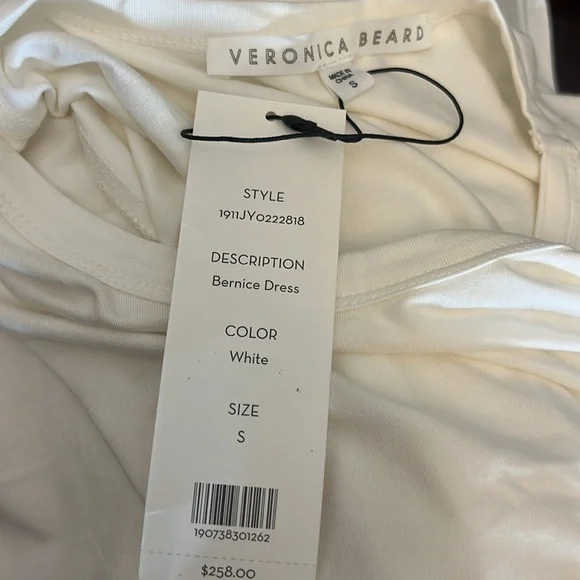 VERONICA BEARD
MADE IN
CHINA
S
STYLE
1911JY0222818
DESCRIPTION
Bernice Dress
COLOR
White
SIZE
S
190738301262
$258.00